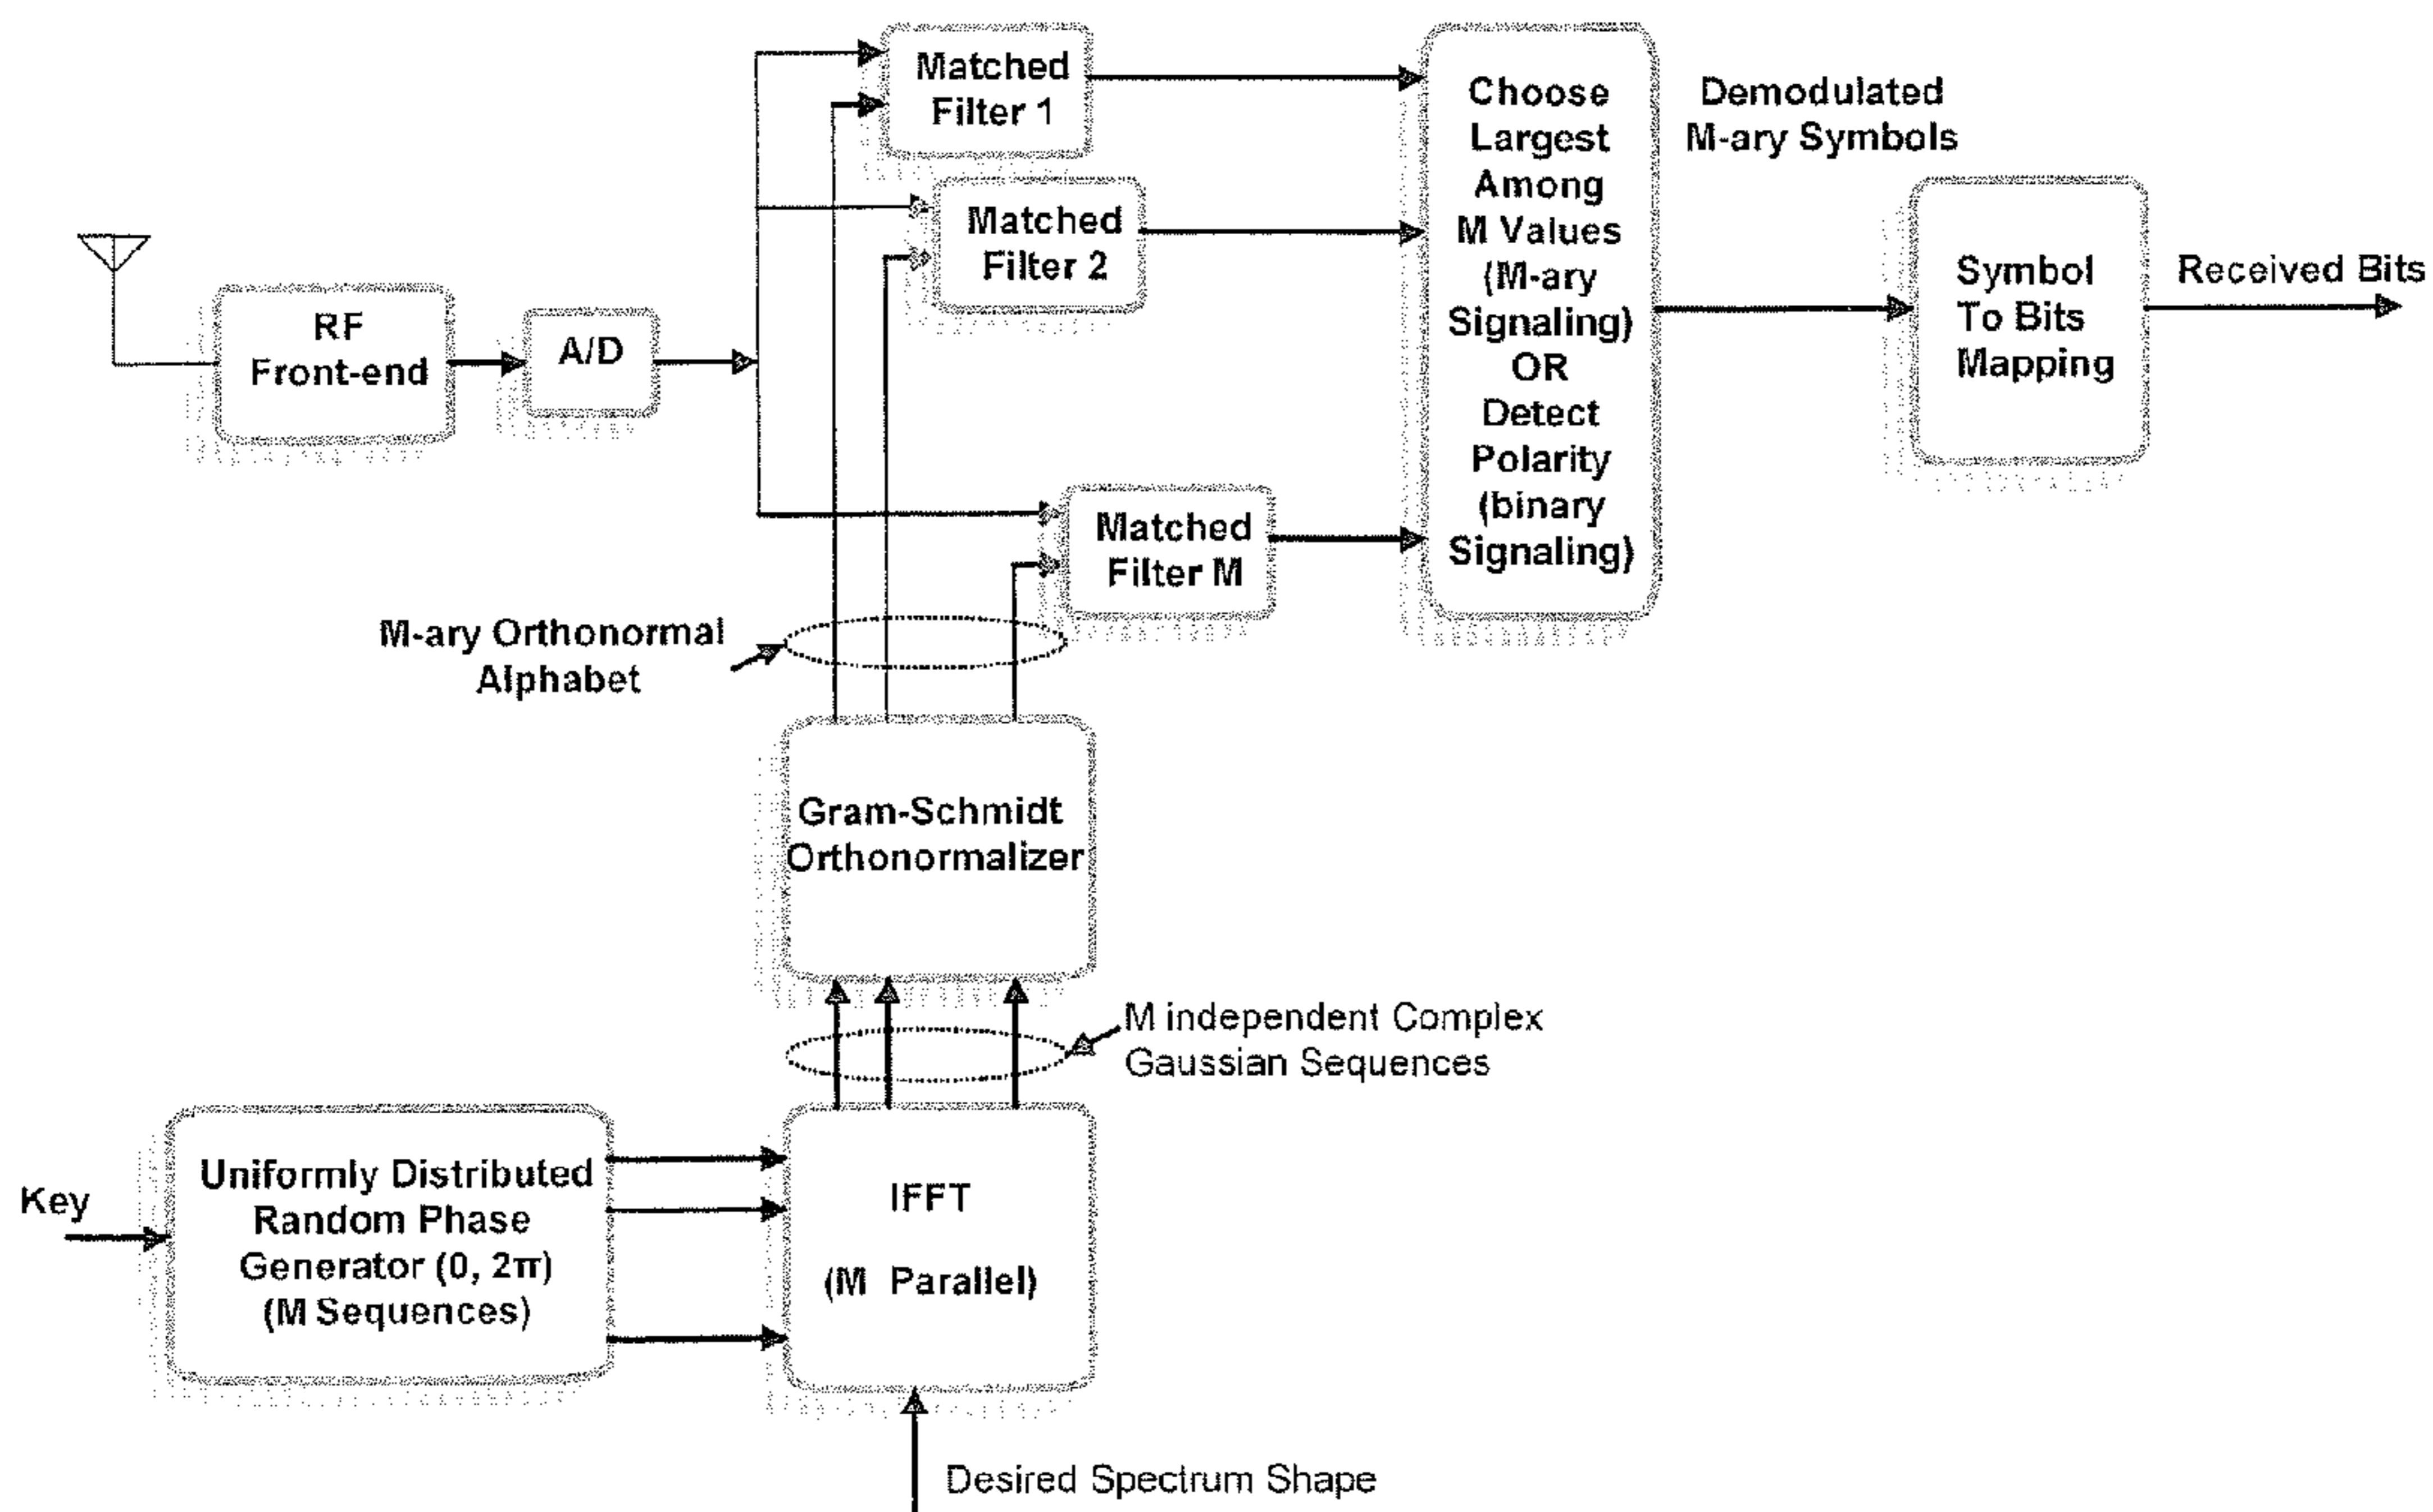 Matched
Filter 1
Choose
Largest
Among
M Values
(M-ary
Signaling)
OR
Detect
Polarity
(binary
Signaling)
Demodulated
M-ary Symbols
Matched
Filter 2
Symbol
To Bits
Mapping
Received Bits
RF
Front-end
A/D
Matched
Filter M
M-ary Orthonormal
Alphabet
Gram-Schmidt
Orthonormalizer
M independent Complex
Gaussian Sequences
Key
Uniformly Distributed
Random Phase
Generator (0, 2π)
(M Sequences)
IFFT
(M Parallel)
Desired Spectrum Shape